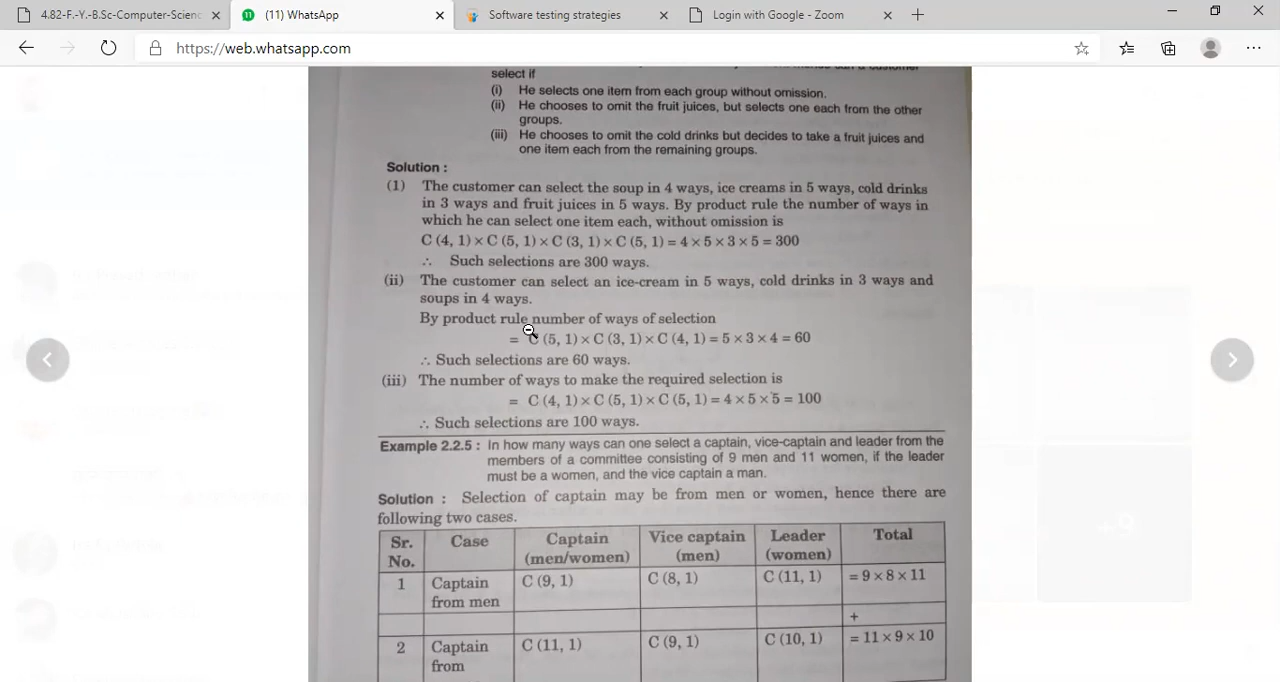 4.82-F.-Y.-B.Sc-Computer-Scienc
(11) WhatsApp
Software testing strategies
Login with Google - Zoom
https://web.whatsapp.com
select if
(i) He selects one item from each group without omission.
(ii) He chooses to omit the fruit juices, but selects one each from the other
groups.
(iii) He chooses to omit the cold drinks but decides to take a fruit juices and
one item each from the remaining groups.
Solution :
(1) The customer can select the soup in 4 ways, ice creams in 5 ways, cold drinks
in 3 ways and fruit juices in 5 ways. By product rule the number of ways in
which he can select one item each, without omission is
C (4, 1) × C (5, 1) × C (3, 1) × C (5, 1) = 4 × 5 × 3 × 5 = 300
∴ Such selections are 300 ways.
(ii) The customer can select an ice-cream in 5 ways, cold drinks in 3 ways and
soups in 4 ways.
By product rule number of ways of selection
= C (5, 1) × C (3, 1) × C (4, 1) = 5 × 3 × 4 = 60
∴ Such selections are 60 ways.
(iii) The number of ways to make the required selection is
= C (4, 1) × C (5, 1) × C (5, 1) = 4 × 5 × 5 = 100
∴ Such selections are 100 ways.
Example 2.2.5 : In how many ways can one select a captain, vice-captain and leader from the
members of a committee consisting of 9 men and 11 women, if the leader
must be a women, and the vice captain a man.
Solution : Selection of captain may be from men or women, hence there are
following two cases.
Sr. No. Case Captain (men/women) Vice captain (men) Leader (women) Total
1 Captain from men C (9, 1) C (8, 1) C (11, 1) = 9 × 8 × 11
+
2 Captain from C (11, 1) C (9, 1) C (10, 1) = 11 × 9 × 10